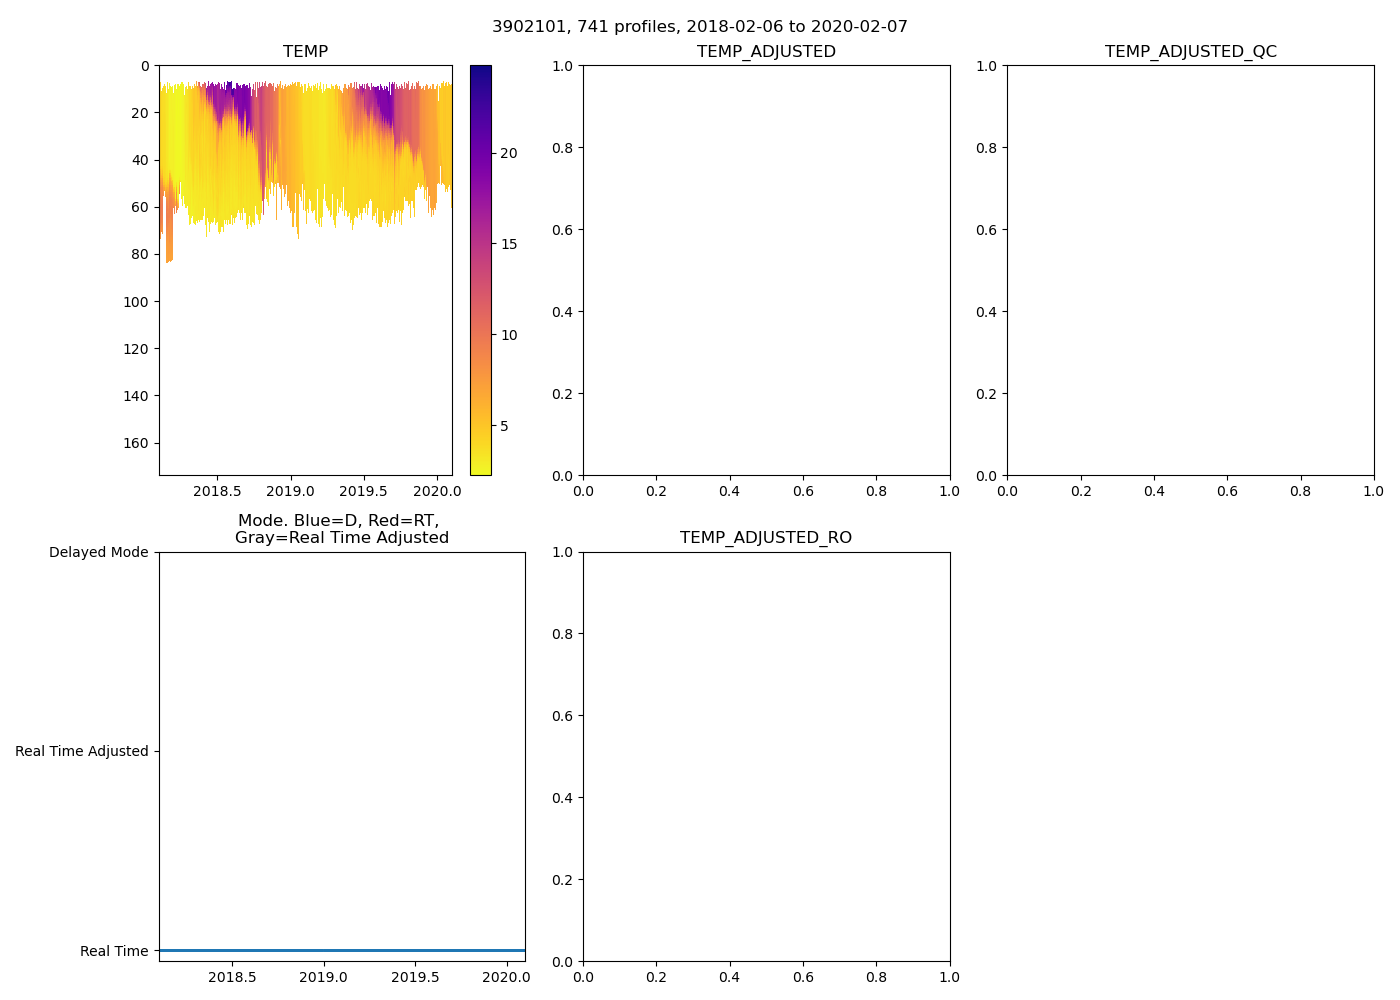 3902101, 741 profiles, 2018-02-06 to 2020-02-07
TEMP
0
20
40
60
80
100
120
140
160
2018.5 2019.0 2019.5 2020.0
20
15
10
5
TEMP_ADJUSTED
1.0
0.8
0.6
0.4
0.2
0.0
0.0 0.2 0.4 0.6 0.8 1.0
TEMP_ADJUSTED_QC
1.0
0.8
0.6
0.4
0.2
0.0
0.0 0.2 0.4 0.6 0.8 1.0
Mode. Blue=D, Red=RT,
Gray=Real Time Adjusted
Delayed Mode
Real Time Adjusted
Real Time
2018.5 2019.0 2019.5 2020.0
TEMP_ADJUSTED_RO
1.0
0.8
0.6
0.4
0.2
0.0
0.0 0.2 0.4 0.6 0.8 1.0